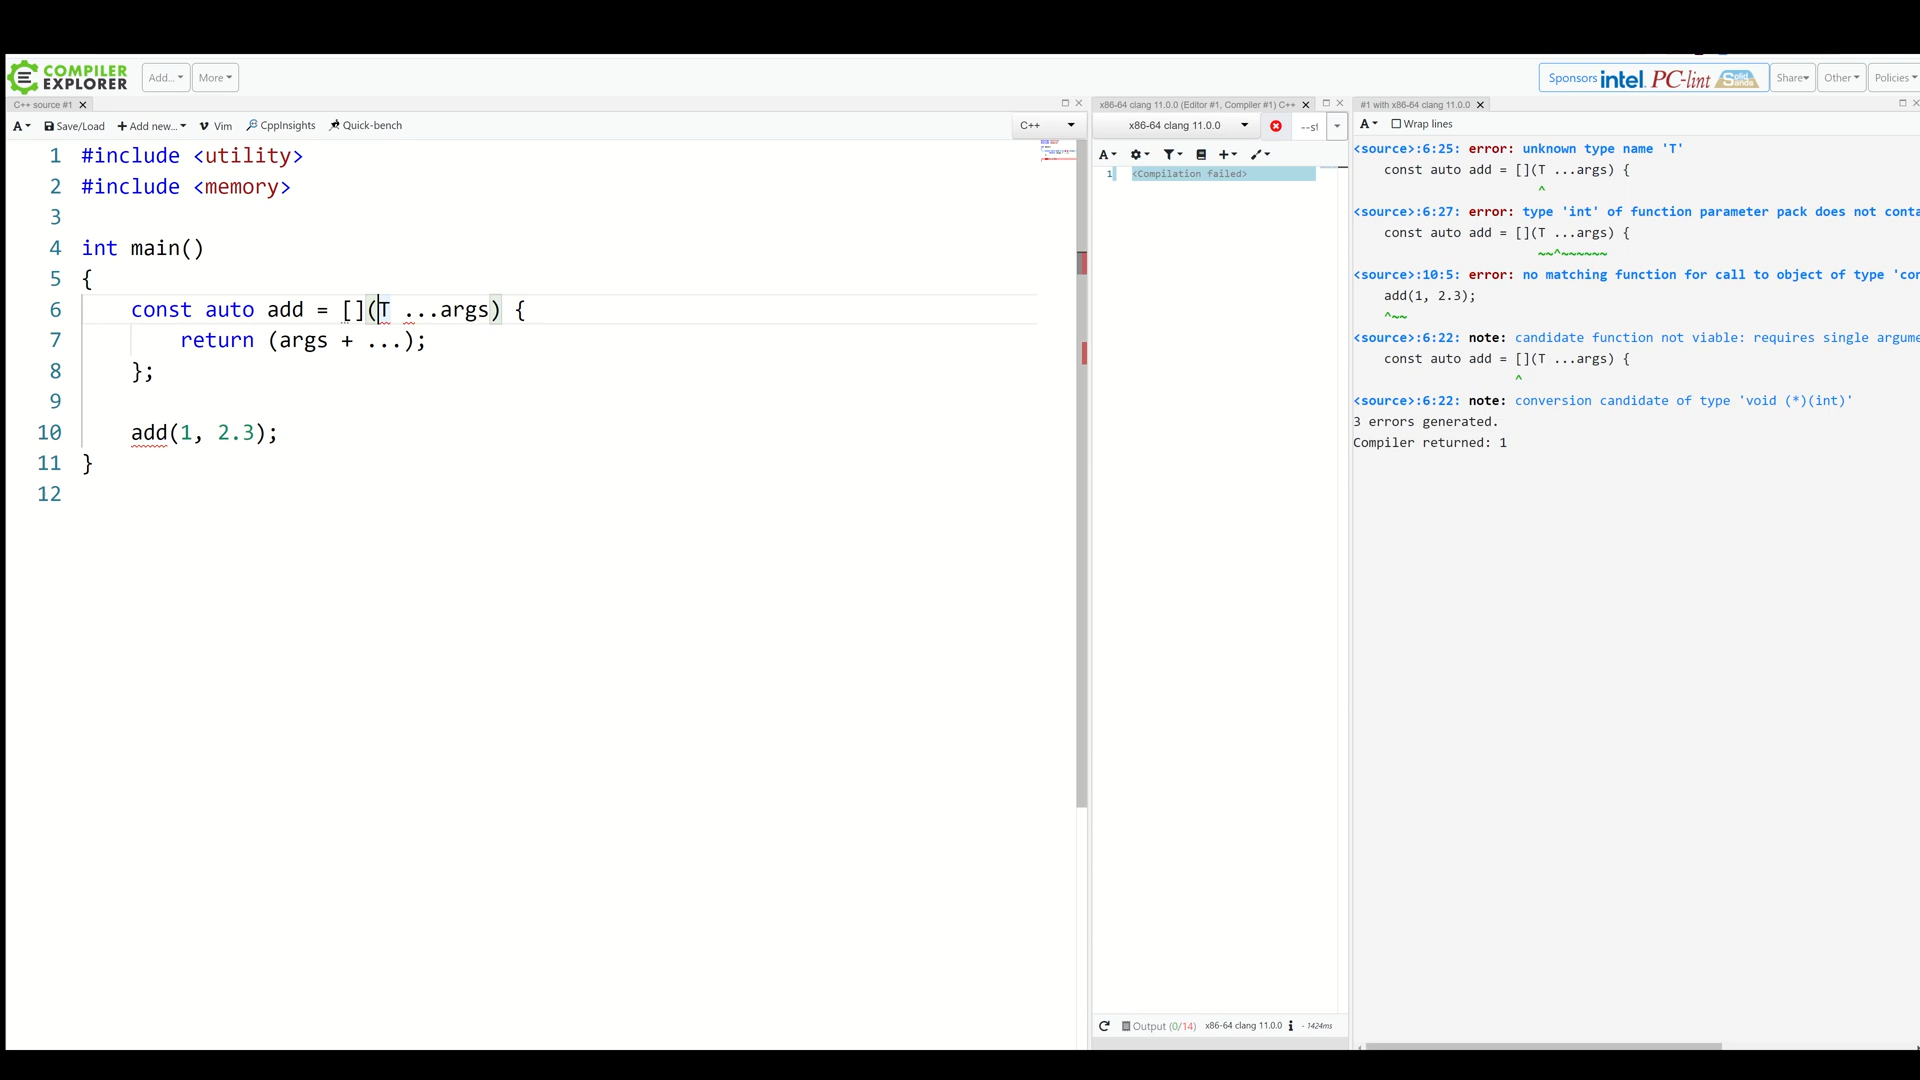 COMPILER EXPLORER
Add...
More
Sponsors intel. PC-lint Solid Sands
Share
Other
Policies
C++ source #1
A
Save/Load
Add new...
Vim
CppInsights
Quick-bench
C++
1 #include <utility>
2 #include <memory>
3
4 int main()
5 {
6 const auto add = [](T ...args) {
7 return (args + ...);
8 };
9
10 add(1, 2.3);
11 }
12
x86-64 clang 11.0.0 (Editor #1, Compiler #1) C++
x86-64 clang 11.0.0
A
1 <Compilation failed>
Output (0/14) x86-64 clang 11.0.0 i - 1424ms
#1 with x86-64 clang 11.0.0
A
Wrap lines
<source>:6:25: error: unknown type name 'T'
const auto add = [](T ...args) {
^
<source>:6:27: error: type 'int' of function parameter pack does not conta
const auto add = [](T ...args) {
~~^~~~~~~
<source>:10:5: error: no matching function for call to object of type 'con
add(1, 2.3);
^~~
<source>:6:22: note: candidate function not viable: requires single argume
const auto add = [](T ...args) {
^
<source>:6:22: note: conversion candidate of type 'void (*)(int)'
3 errors generated.
Compiler returned: 1